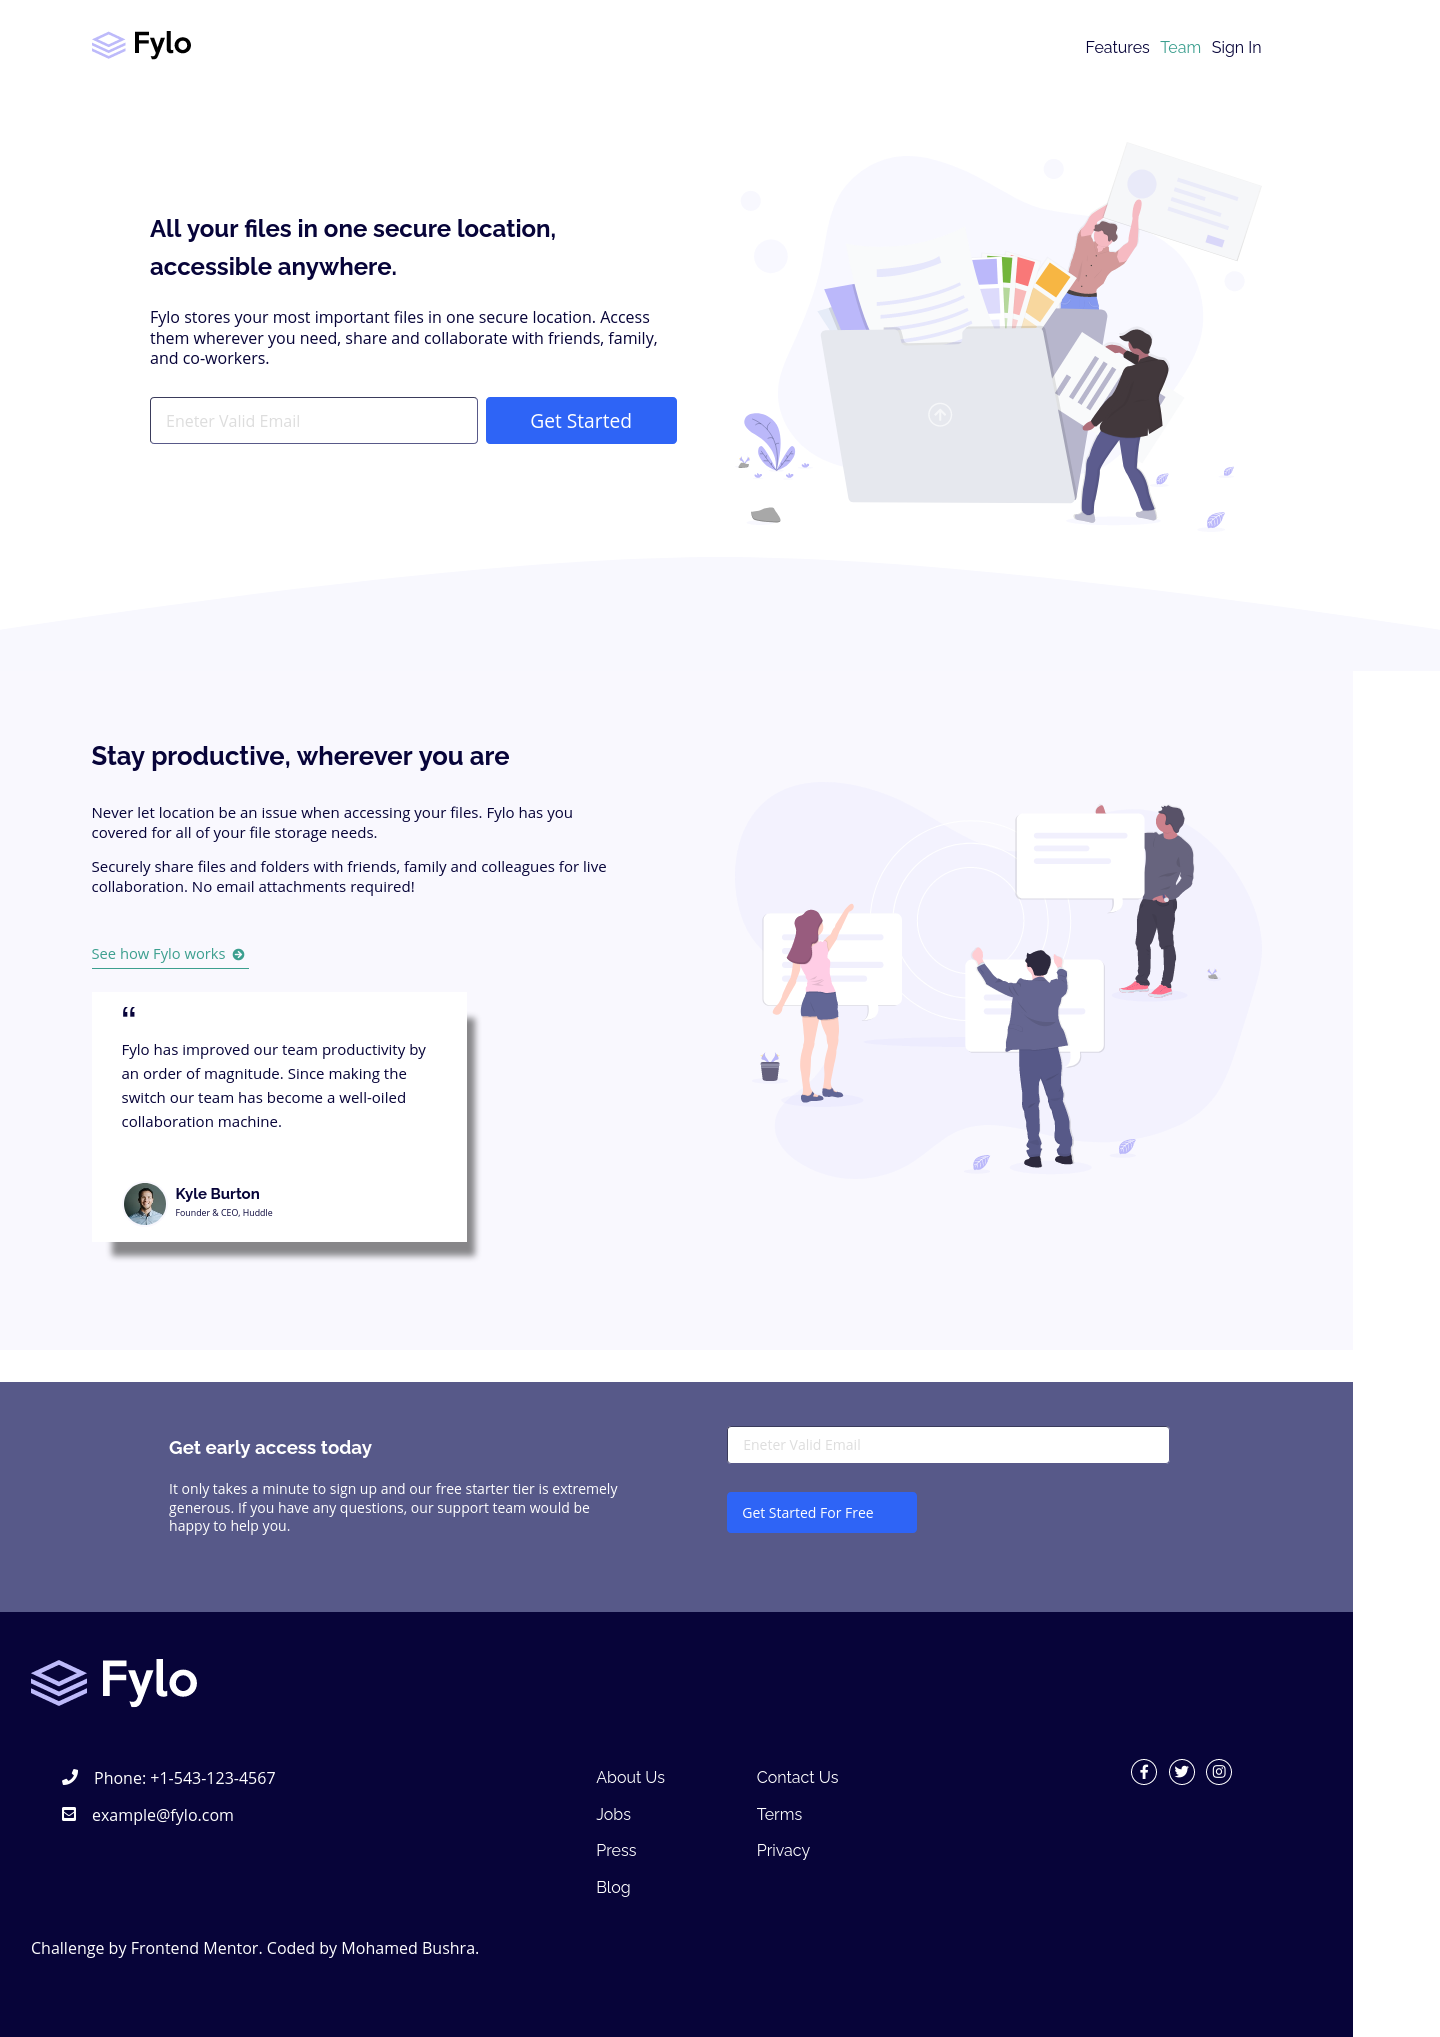 Fylo
Features Team Sign In
All your files in one secure location,
accessible anywhere.
Fylo stores your most important files in one secure location. Access
them wherever you need, share and collaborate with friends, family,
and co-workers.
Eneter Valid Email
Get Started
Stay productive, wherever you are
Never let location be an issue when accessing your files. Fylo has you
covered for all of your file storage needs.
Securely share files and folders with friends, family and colleagues for live
collaboration. No email attachments required!
See how Fylo works
“
Fylo has improved our team productivity by
an order of magnitude. Since making the
switch our team has become a well-oiled
collaboration machine.
Kyle Burton
Founder & CEO, Huddle
Get early access today
It only takes a minute to sign up and our free starter tier is extremely
generous. If you have any questions, our support team would be
happy to help you.
Eneter Valid Email
Get Started For Free
Fylo
Phone: +1-543-123-4567
example@fylo.com
About Us
Jobs
Press
Blog
Contact Us
Terms
Privacy
Challenge by Frontend Mentor. Coded by Mohamed Bushra.